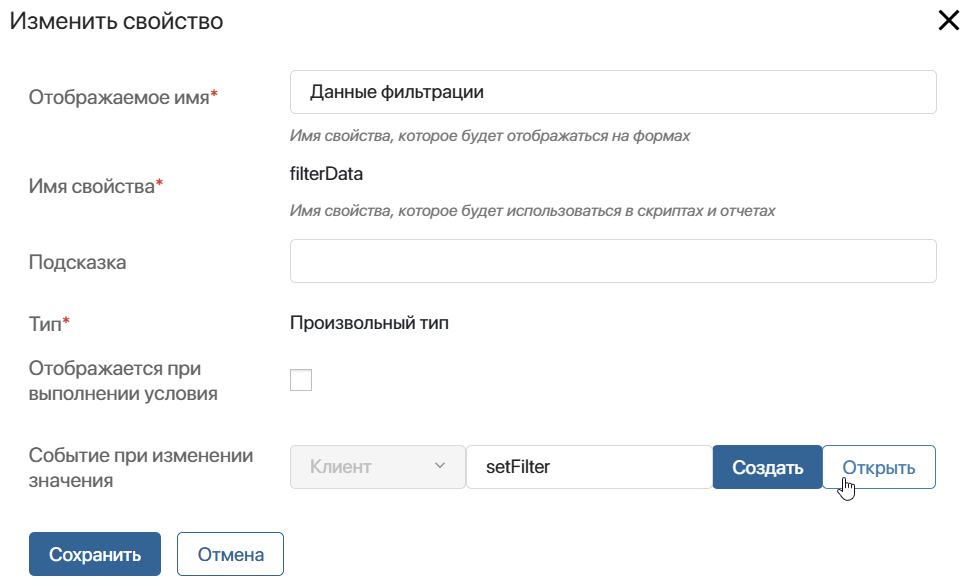 Изменить свойство
Отображаемое имя*
Данные фильтрации
Имя свойства, которое будет отображаться на формах
Имя свойства*
filterData
Имя свойства, которое будет использоваться в скриптах и отчетах
Подсказка
Тип*
Произвольный тип
Отображается при
выполнении условия
Событие при изменении
значения
Клиент
setFilter
Создать
Открыть
Сохранить
Отмена